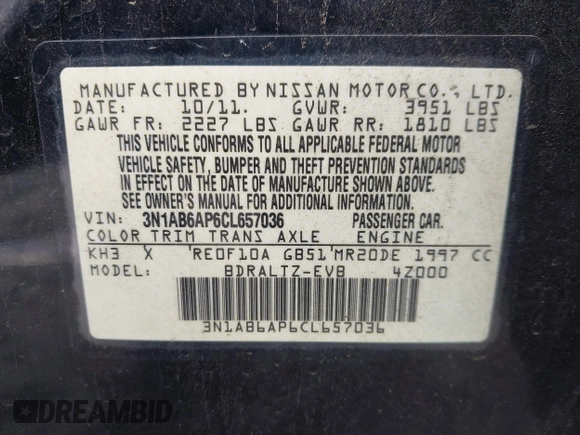 MANUFACTURED BY NISSAN MOTOR CO., LTD.
DATE: 10/11. GVWR: 3951 LBS
GAWR FR: 2227 LBS GAWR RR: 1810 LBS
THIS VEHICLE CONFORMS TO ALL APPLICABLE FEDERAL MOTOR
VEHICLE SAFETY, BUMPER AND THEFT PREVENTION STANDARDS
IN EFFECT ON THE DATE OF MANUFACTURE SHOWN ABOVE.
SEE OWNER'S MANUAL FOR ADDITIONAL INFORMATION.
VIN: 3N1AB6AP6CL657036 PASSENGER CAR.
COLOR TRIM TRANS AXLE ENGINE
KH3 X RE0F10A GB51 MR20DE 1997 CC
MODEL: BDRALTZ-EVB 4Z000
3N1AB6AP6CL657036
DREAMBID